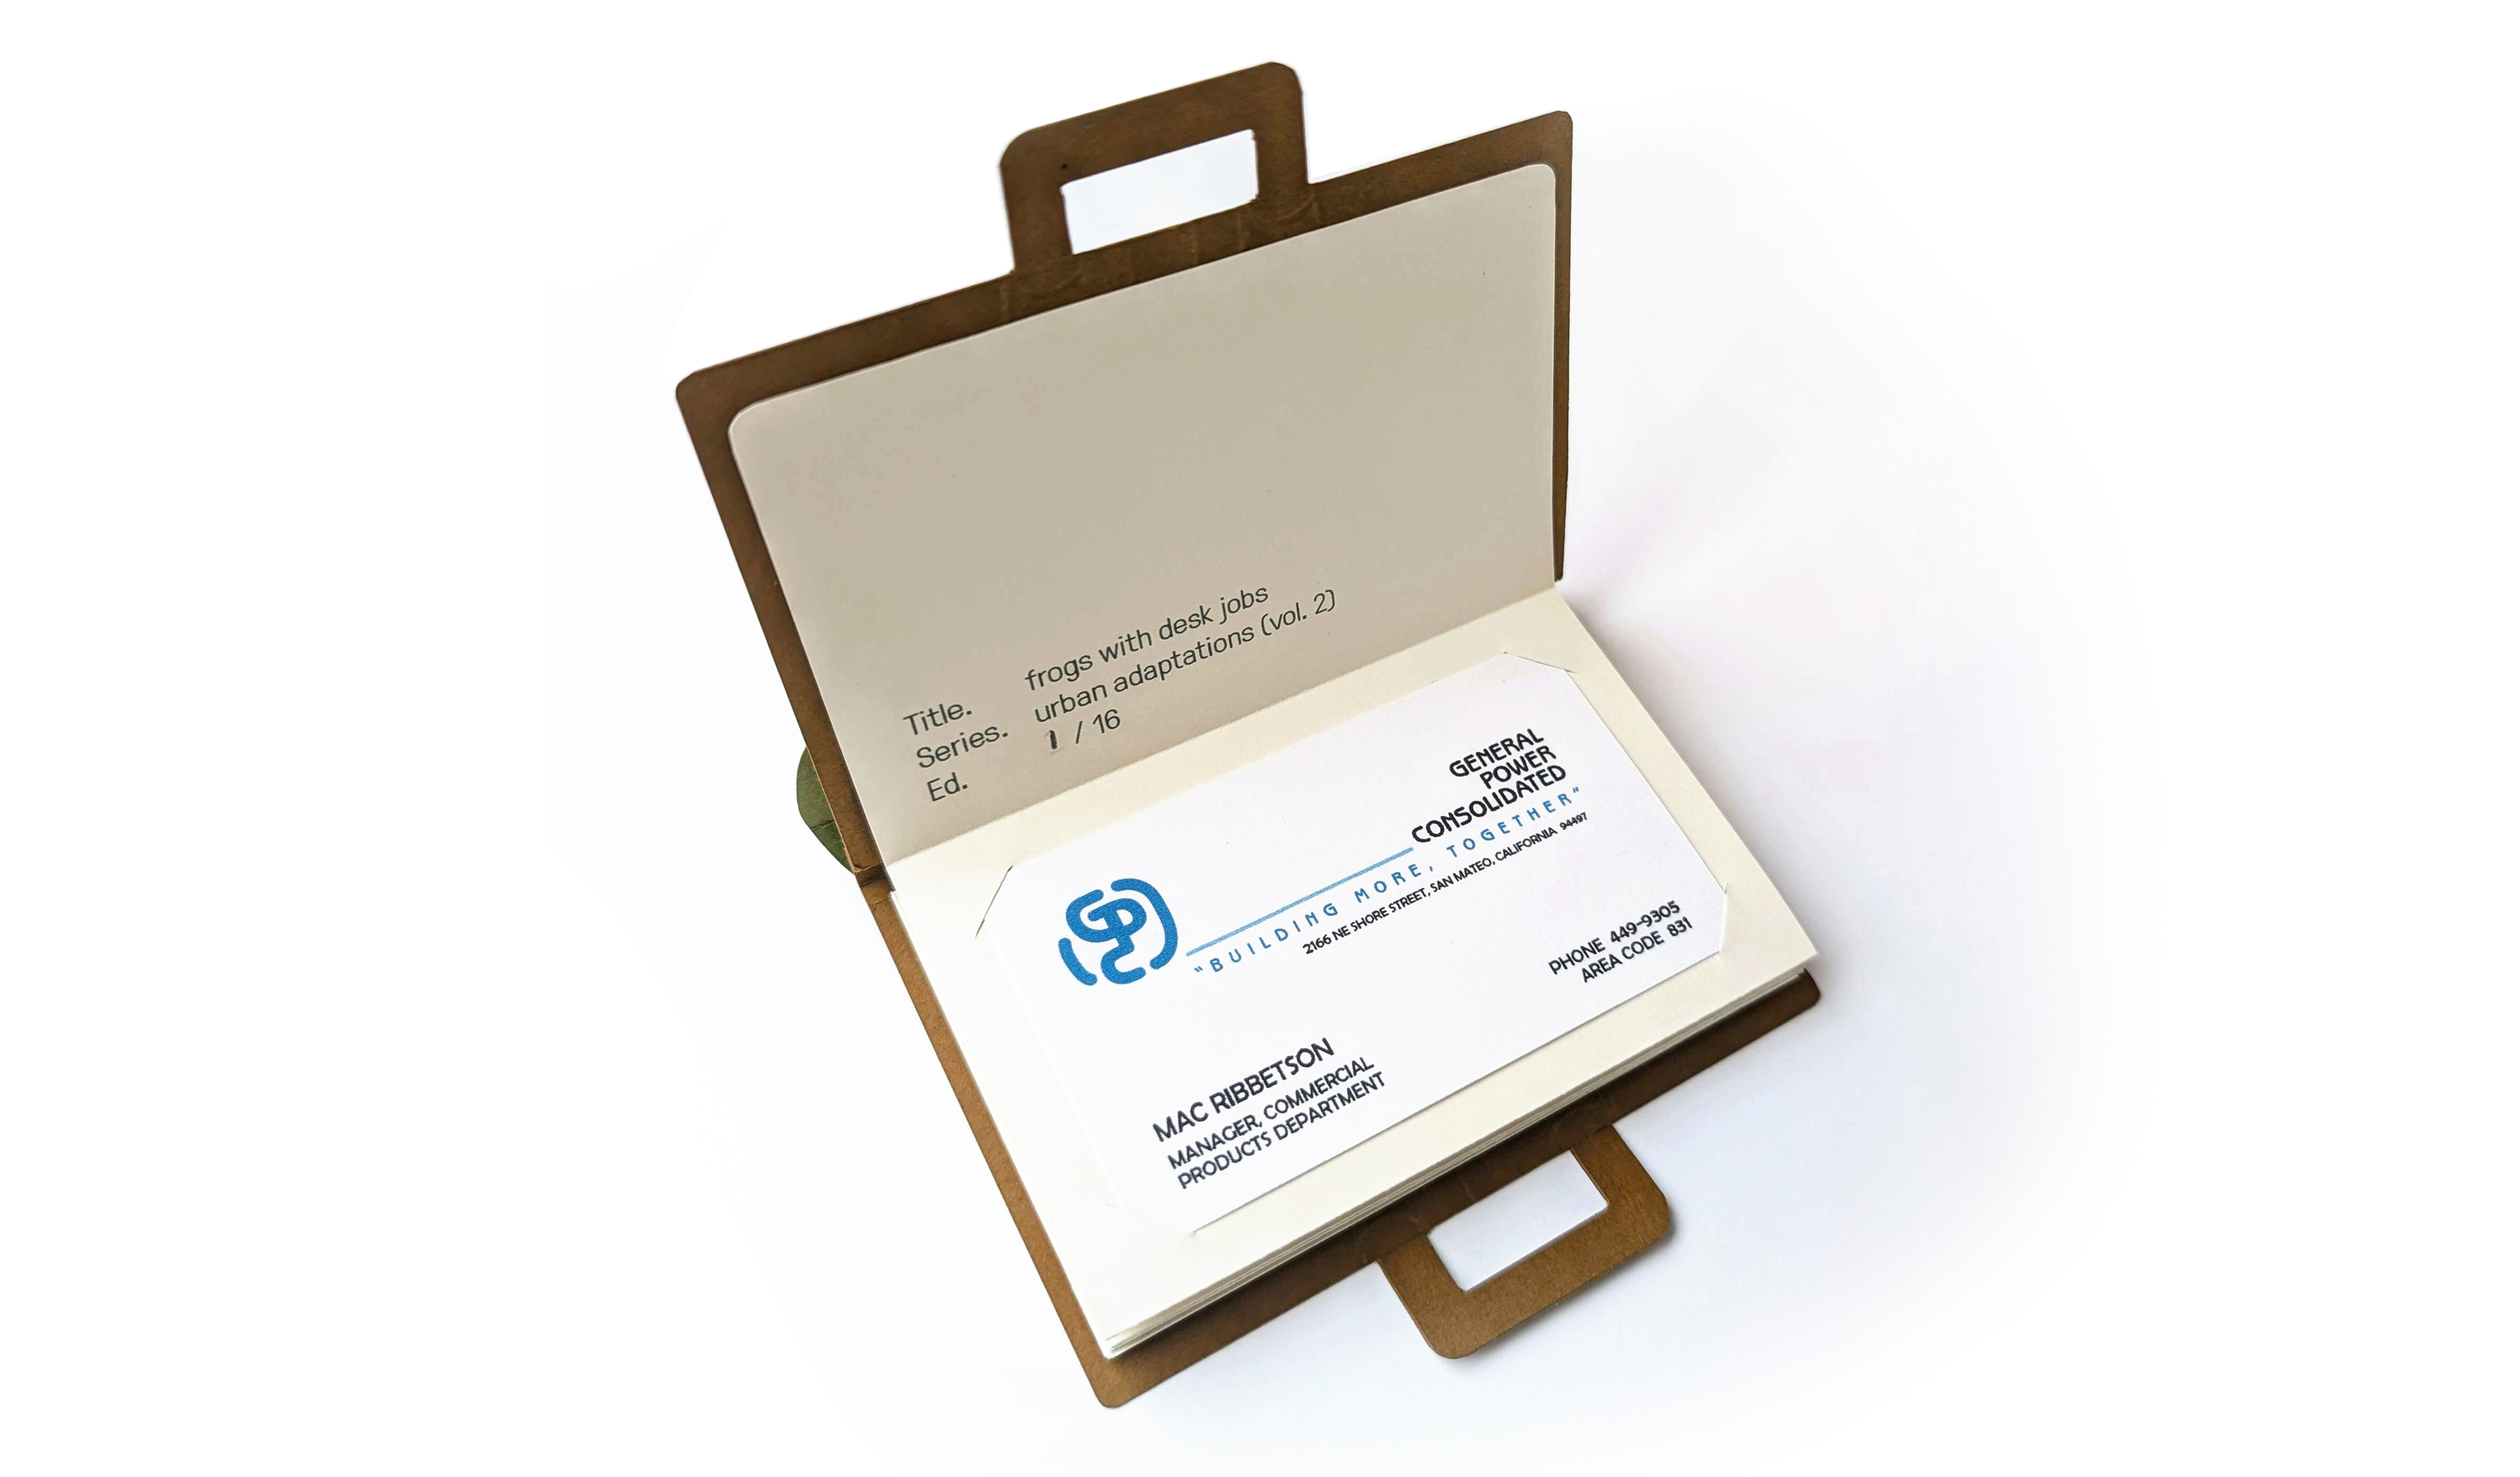 Title. frogs with desk jobs
Series. urban adaptations (vol. 2)
Ed. 1 / 16
GENERAL
POWER
CONSOLIDATED
"BUILDING MORE, TOGETHER"
2166 NE SHORE STREET, SAN MATEO, CALIFORNIA 94497
GPC
PHONE 449-9305
AREA CODE 831
MAC RIBBETSON
MANAGER, COMMERCIAL
PRODUCTS DEPARTMENT